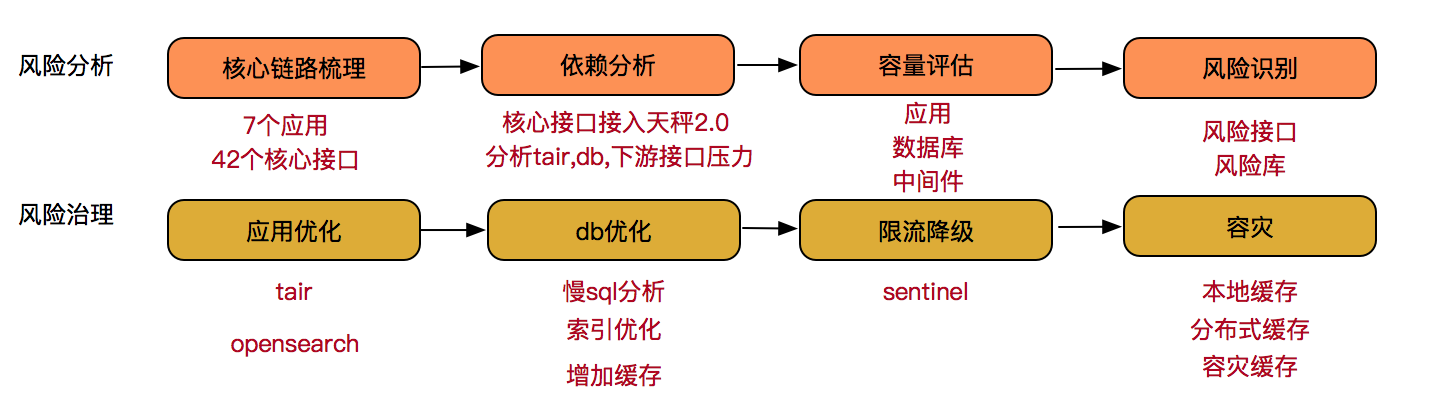 风险分析
核心链路梳理
依赖分析
容量评估
风险识别
7个应用
42个核心接口
核心接口接入天秤2.0
分析tair,db,下游接口压力
应用
数据库
中间件
风险接口
风险库
风险治理
应用优化
db优化
限流降级
容灾
tair
opensearch
慢sql分析
索引优化
增加缓存
sentinel
本地缓存
分布式缓存
容灾缓存